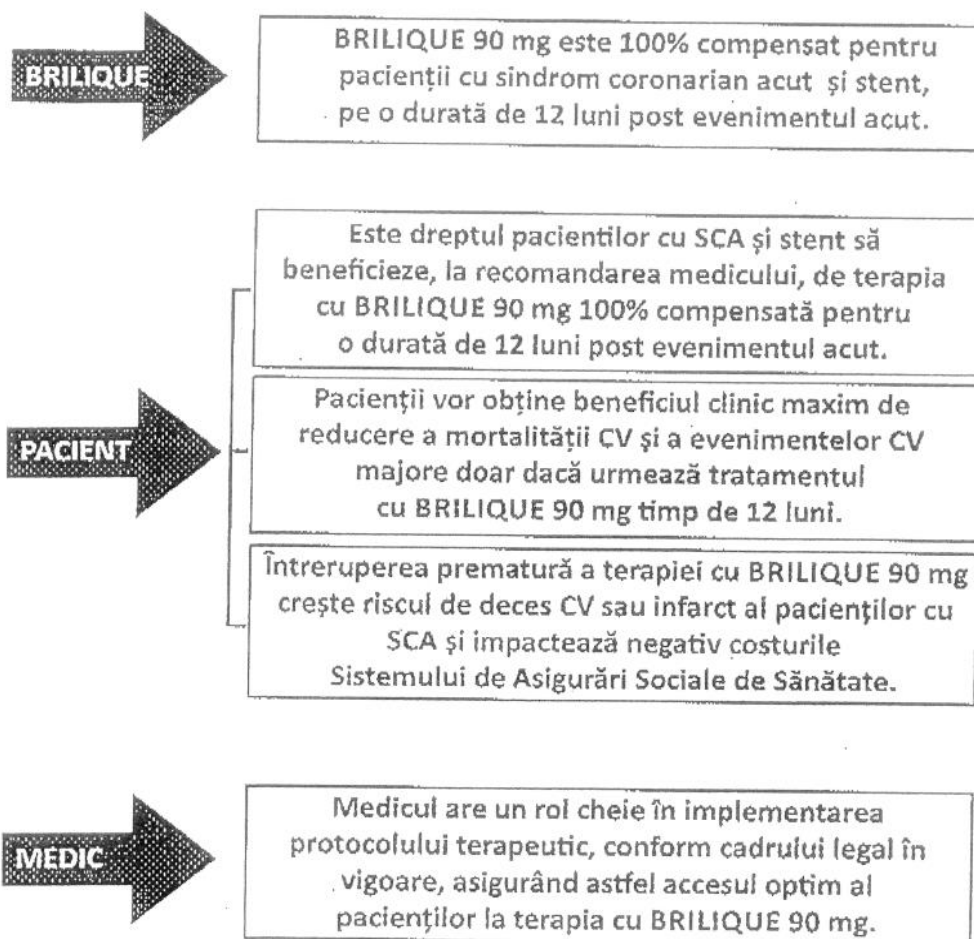 BRILIQUE
BRILIQUE 90 mg este 100% compensat pentru
pacienții cu sindrom coronarian acut și stent,
pe o durată de 12 luni post evenimentul acut.
PACIENT
Este dreptul pacientilor cu SCA și stent să
beneficieze, la recomandarea medicului, de terapia
cu BRILIQUE 90 mg 100% compensată pentru
o durată de 12 luni post evenimentul acut.
Pacienții vor obține beneficiul clinic maxim de
reducere a mortalității CV și a evenimentelor CV
majore doar dacă urmează tratamentul
cu BRILIQUE 90 mg timp de 12 luni.
Întreruperea prematură a terapiei cu BRILIQUE 90 mg
crește riscul de deces CV sau infarct al pacienților cu
SCA și impactează negativ costurile
Sistemului de Asigurări Sociale de Sănătate.
MEDIC
Medicul are un rol cheie în implementarea
protocolului terapeutic, conform cadrului legal în
vigoare, asigurând astfel accesul optim al
pacienților la terapia cu BRILIQUE 90 mg.